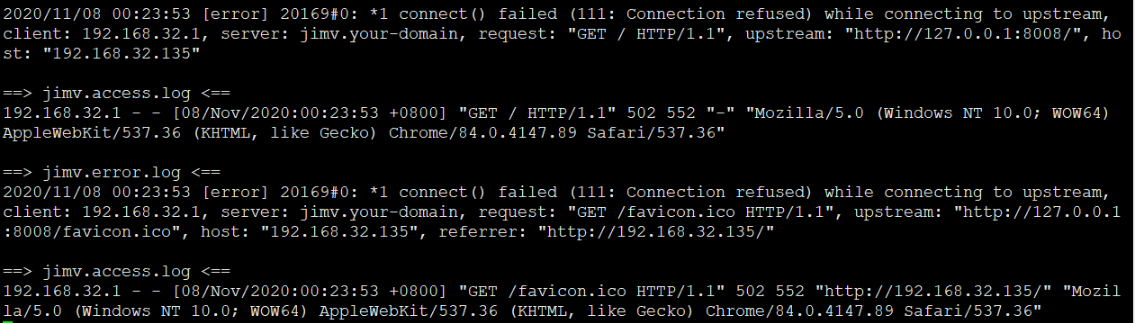 2020/11/08 00:23:53 [error] 20169#0: *1 connect() failed (111: Connection refused) while connecting to upstream,
client: 192.168.32.1, server: jimv.your-domain, request: "GET / HTTP/1.1", upstream: "http://127.0.0.1:8008/", ho
st: "192.168.32.135"
==> jimv.access.log <==
192.168.32.1 - - [08/Nov/2020:00:23:53 +0800] "GET / HTTP/1.1" 502 552 "-" "Mozilla/5.0 (Windows NT 10.0; WOW64)
AppleWebKit/537.36 (KHTML, like Gecko) Chrome/84.0.4147.89 Safari/537.36"
==> jimv.error.log <==
2020/11/08 00:23:53 [error] 20169#0: *1 connect() failed (111: Connection refused) while connecting to upstream,
client: 192.168.32.1, server: jimv.your-domain, request: "GET /favicon.ico HTTP/1.1", upstream: "http://127.0.0.1
:8008/favicon.ico", host: "192.168.32.135", referrer: "http://192.168.32.135/"
==> jimv.access.log <==
192.168.32.1 - - [08/Nov/2020:00:23:53 +0800] "GET /favicon.ico HTTP/1.1" 502 552 "http://192.168.32.135/" "Mozil
la/5.0 (Windows NT 10.0; WOW64) AppleWebKit/537.36 (KHTML, like Gecko) Chrome/84.0.4147.89 Safari/537.36"